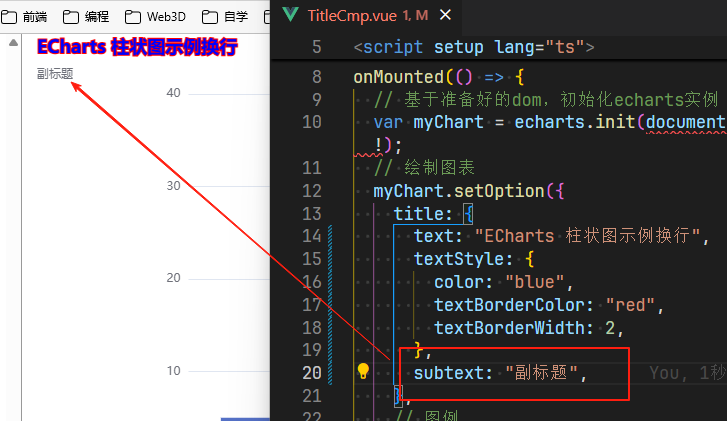 前端 编程 Web3D 自学
ECharts 柱状图示例换行
副标题
40
30
20
10
TitleCmp.vue 1, M
5 <script setup lang="ts">
8 onMounted(() => {
9 // 基于准备好的dom，初始化echarts实例
10 var myChart = echarts.init(document
!);
11 // 绘制图表
12 myChart.setOption({
13 title: {
14 text: "ECharts 柱状图示例换行",
15 textStyle: {
16 color: "blue",
17 textBorderColor: "red",
18 textBorderWidth: 2,
19 },
20 subtext: "副标题", You, 1秒
21 },
22 // 图例